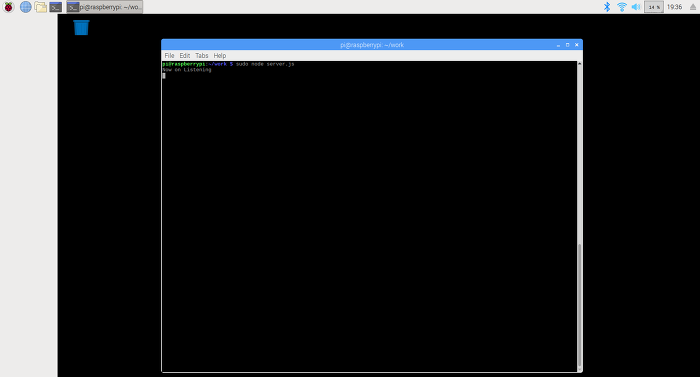 pi@raspberrypi: ~/wo...
14 %
19:36
pi@raspberrypi: ~/work
File Edit Tabs Help
pi@raspberrypi:~/work $ sudo node server.js
Now on Listening